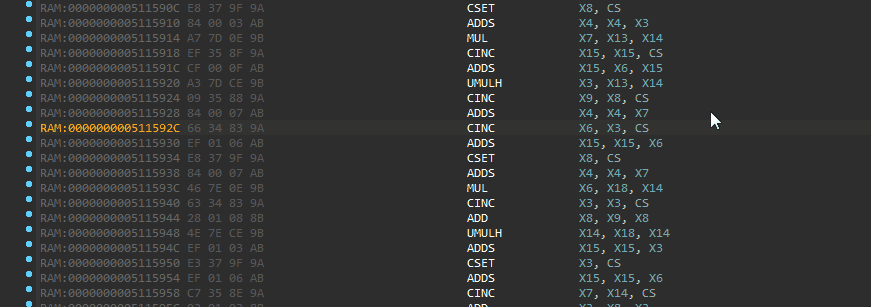 RAM:000000000511590C E8 37 9F 9A CSET X8, CS
RAM:0000000005115910 84 00 03 AB ADDS X4, X4, X3
RAM:0000000005115914 A7 7D 0E 9B MUL X7, X13, X14
RAM:0000000005115918 EF 35 8F 9A CINC X15, X15, CS
RAM:000000000511591C CF 00 0F AB ADDS X15, X6, X15
RAM:0000000005115920 A3 7D CE 9B UMULH X3, X13, X14
RAM:0000000005115924 09 35 88 9A CINC X9, X8, CS
RAM:0000000005115928 84 00 07 AB ADDS X4, X4, X7
RAM:000000000511592C 66 34 83 9A CINC X6, X3, CS
RAM:0000000005115930 EF 01 06 AB ADDS X15, X15, X6
RAM:0000000005115934 E8 37 9F 9A CSET X8, CS
RAM:0000000005115938 84 00 07 AB ADDS X4, X4, X7
RAM:000000000511593C 46 7E 0E 9B MUL X6, X18, X14
RAM:0000000005115940 63 34 83 9A CINC X3, X3, CS
RAM:0000000005115944 28 01 08 8B ADD X8, X9, X8
RAM:0000000005115948 4E 7E CE 9B UMULH X14, X18, X14
RAM:000000000511594C EF 01 03 AB ADDS X15, X15, X3
RAM:0000000005115950 E3 37 9F 9A CSET X3, CS
RAM:0000000005115954 EF 01 06 AB ADDS X15, X15, X6
RAM:0000000005115958 C7 35 8E 9A CINC X7, X14, CS